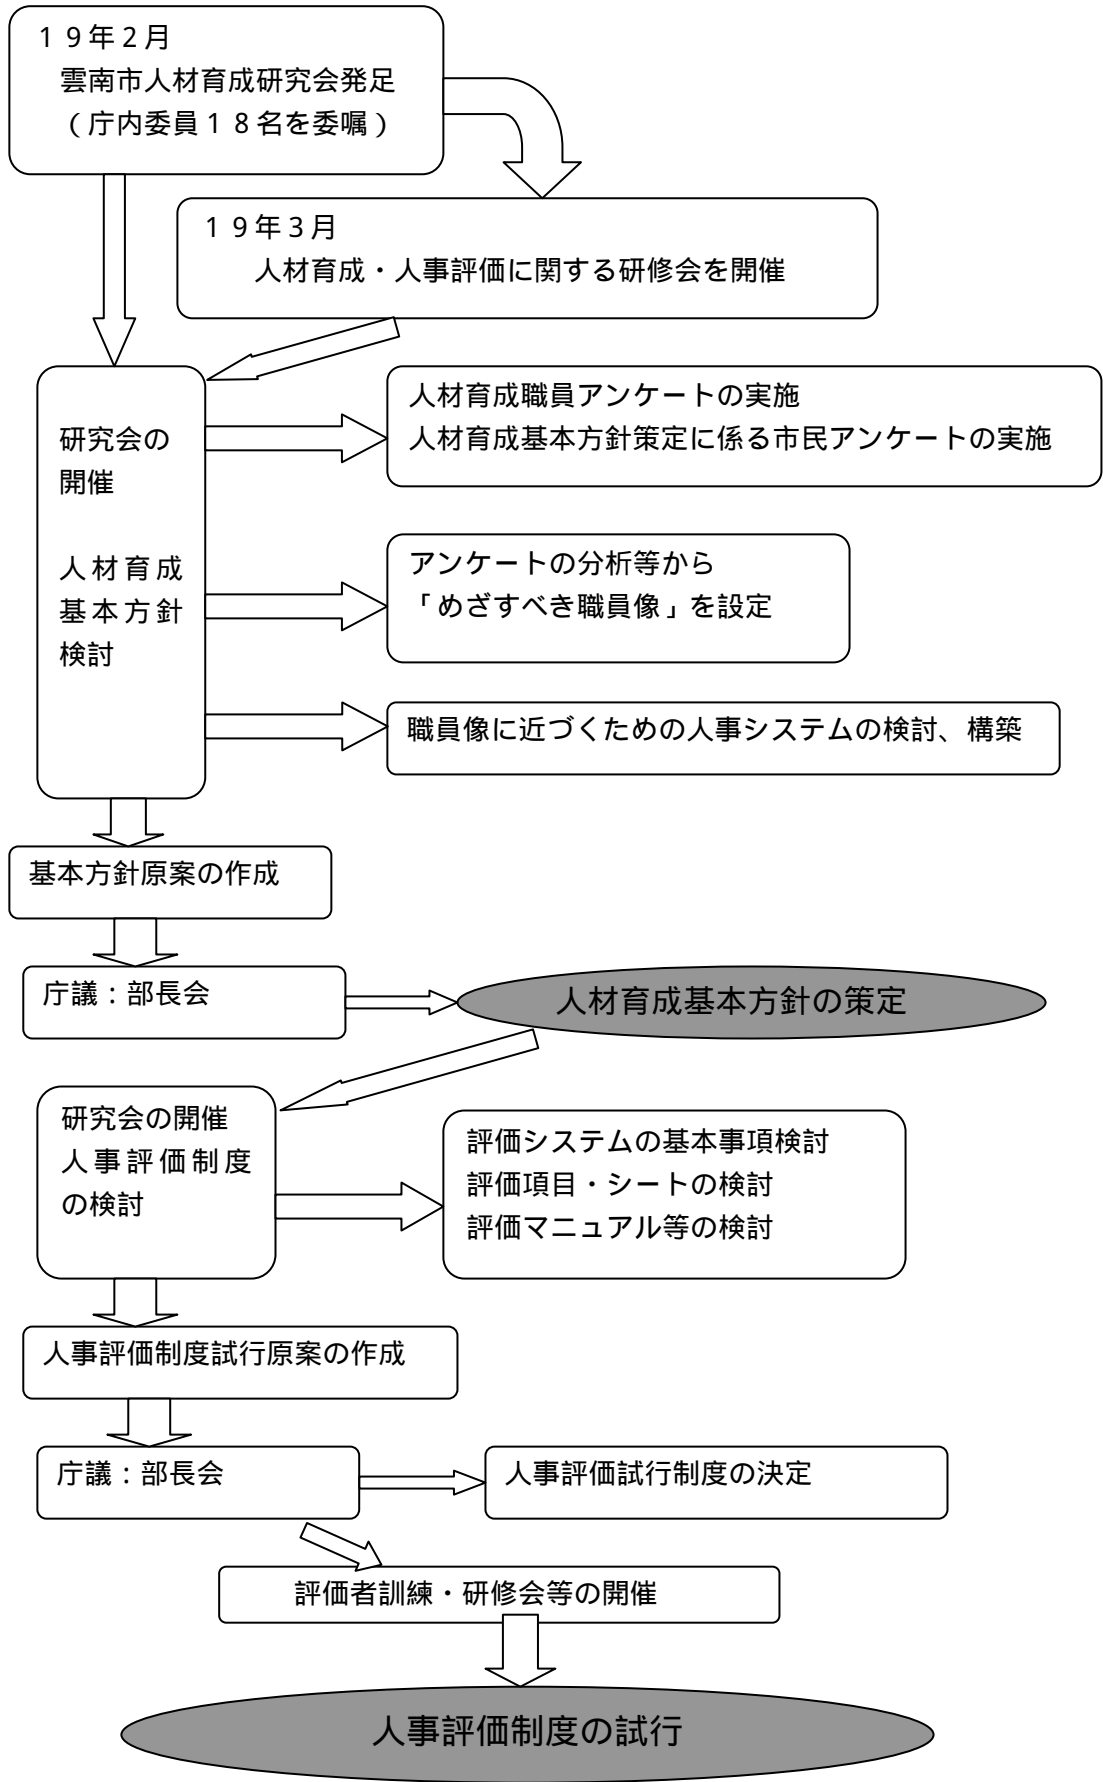 １９年２月
雲南市人材育成研究会発足
（庁内委員１８名を委嘱）
１９年３月
人材育成・人事評価に関する研修会を開催
研究会の
開催
人材育成
基本方針
検討
人材育成職員アンケートの実施
人材育成基本方針策定に係る市民アンケートの実施
アンケートの分析等から
「めざすべき職員像」を設定
職員像に近づくための人事システムの検討、構築
基本方針原案の作成
庁議：部長会
人材育成基本方針の策定
研究会の開催
人事評価制度
の検討
評価システムの基本事項検討
評価項目・シートの検討
評価マニュアル等の検討
人事評価制度試行原案の作成
庁議：部長会
人事評価試行制度の決定
評価者訓練・研修会等の開催
人事評価制度の試行